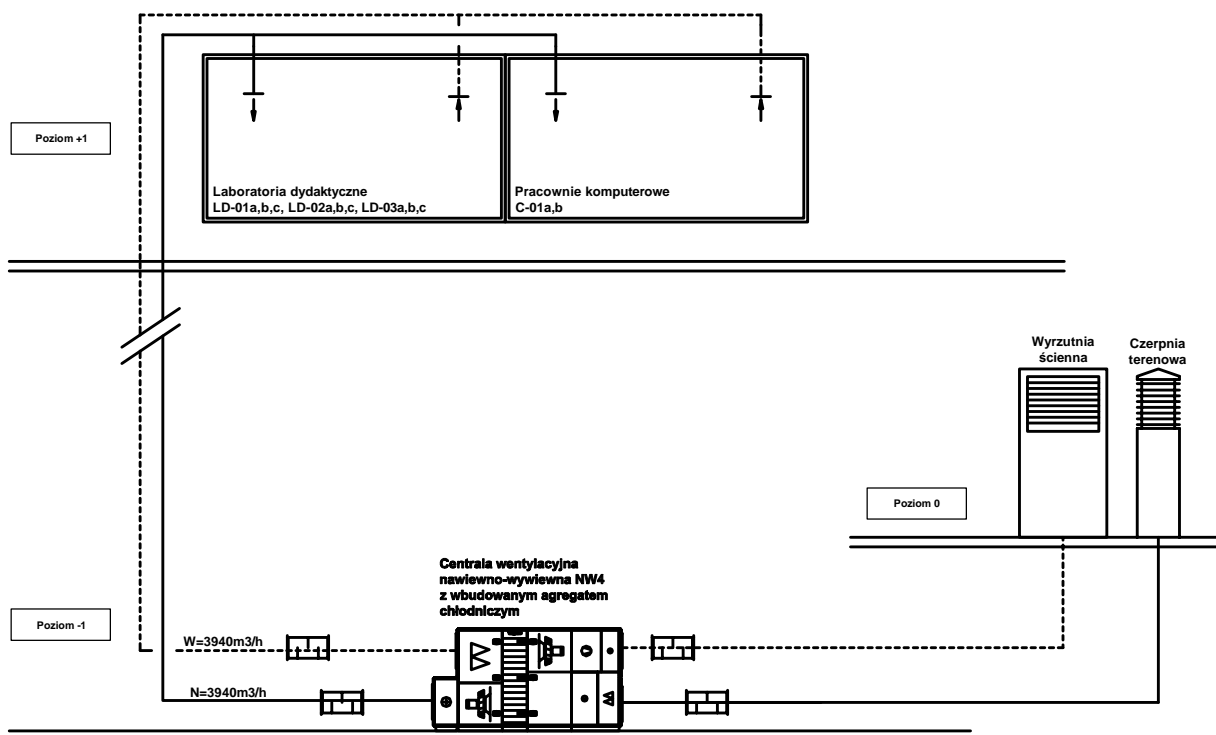 Poziom +1
Laboratoria dydaktyczne
LD-01a,b,c, LD-02a,b,c, LD-03a,b,c
Pracownie komputerowe
C-01a,b
Wyrzutnia
ścienna
Czerpnia
terenowa
Poziom 0
Centrala wentylacyjna
nawiewno-wywiewna NW4
z wbudowanym agregatem
chłodniczym
Poziom -1
W=3940m3/h
N=3940m3/h